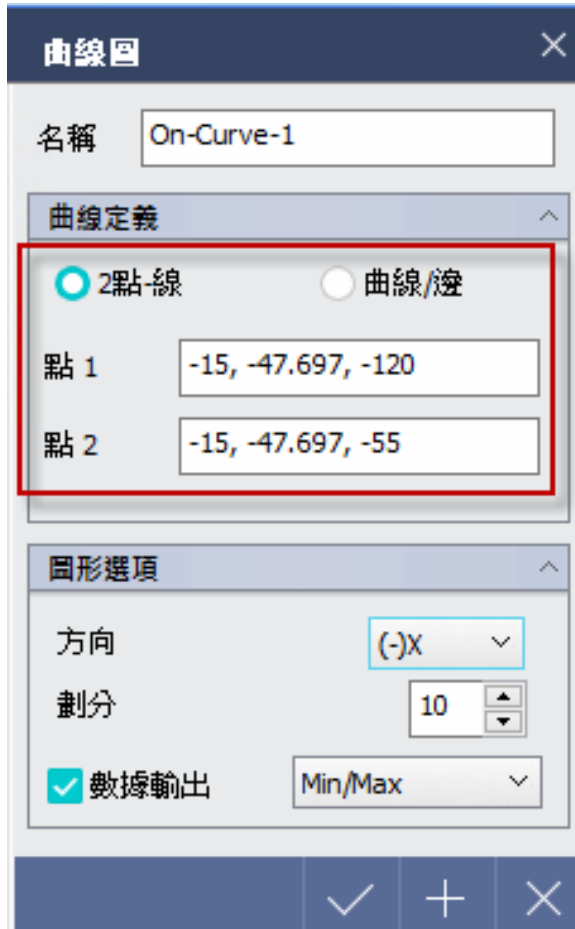 曲線圖
名稱 On-Curve-1
曲線定義
2點-線 曲線/邊
點 1 -15, -47.697, -120
點 2 -15, -47.697, -55
圖形選項
方向 (-)X
劃分 10
數據輸出 Min/Max